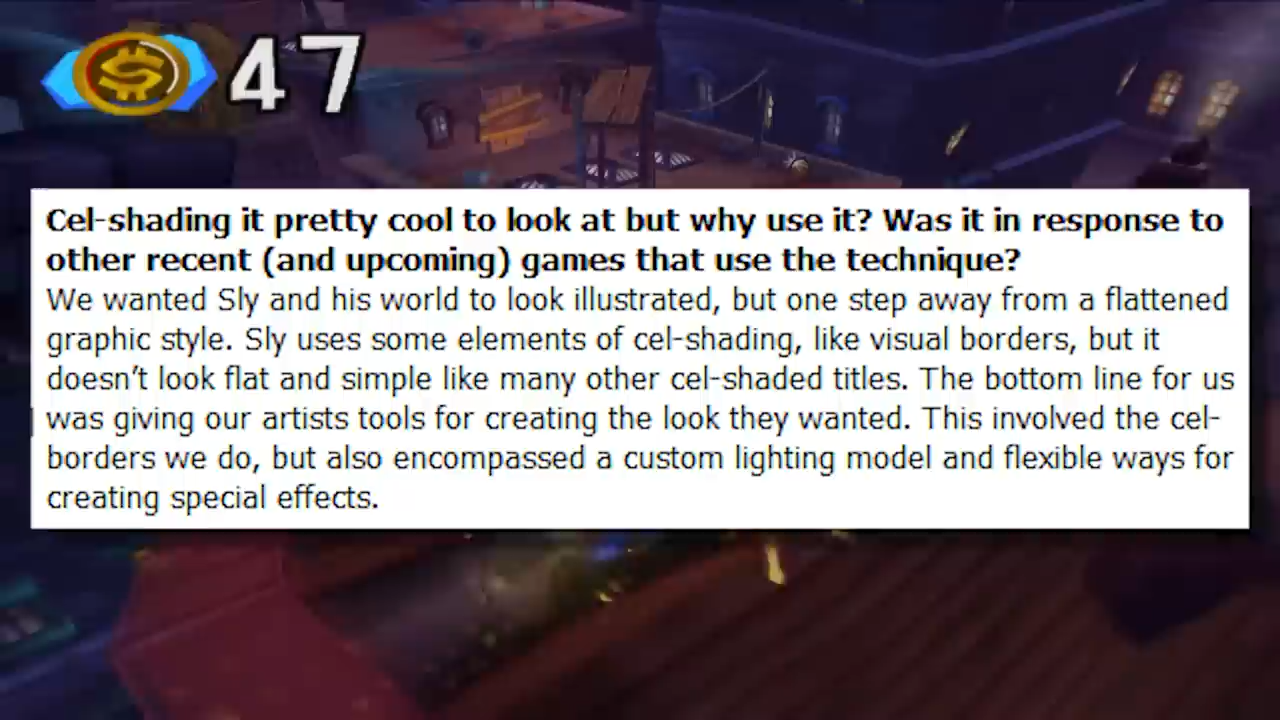 47
Cel-shading it pretty cool to look at but why use it? Was it in response to
other recent (and upcoming) games that use the technique?
We wanted Sly and his world to look illustrated, but one step away from a flattened
graphic style. Sly uses some elements of cel-shading, like visual borders, but it
doesn’t look flat and simple like many other cel-shaded titles. The bottom line for us
was giving our artists tools for creating the look they wanted. This involved the cel-
borders we do, but also encompassed a custom lighting model and flexible ways for
creating special effects.